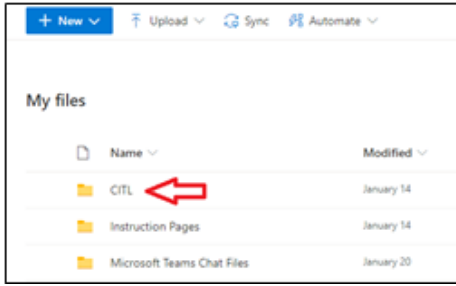 + New Upload Sync Automate
My files
Name Modified
CITL January 14
Instruction Pages January 14
Microsoft Teams Chat Files January 20